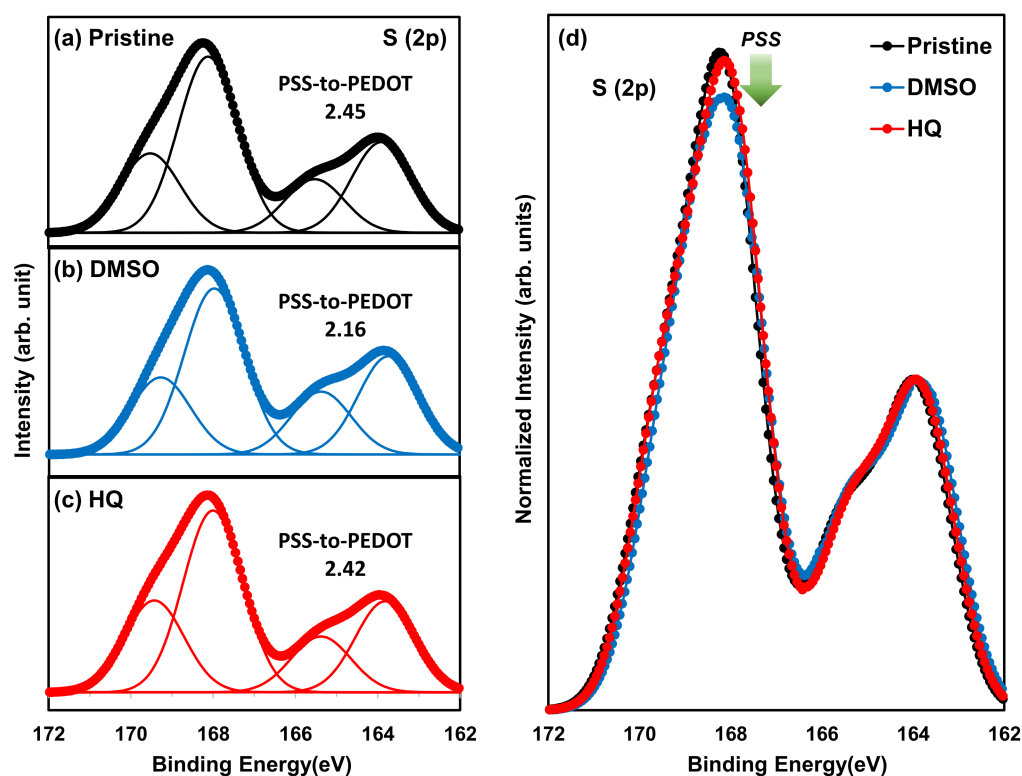 (a) Pristine
S (2p)
PSS-to-PEDOT
2.45
(b) DMSO
PSS-to-PEDOT
2.16
(c) HQ
PSS-to-PEDOT
2.42
Intensity (arb. unit)
172 170 168 166 164 162
Binding Energy(eV)
(d)
PSS
S (2p)
Pristine
DMSO
HQ
Normalized Intensity (arb. units)
172 170 168 166 164 162
Binding Energy(eV)